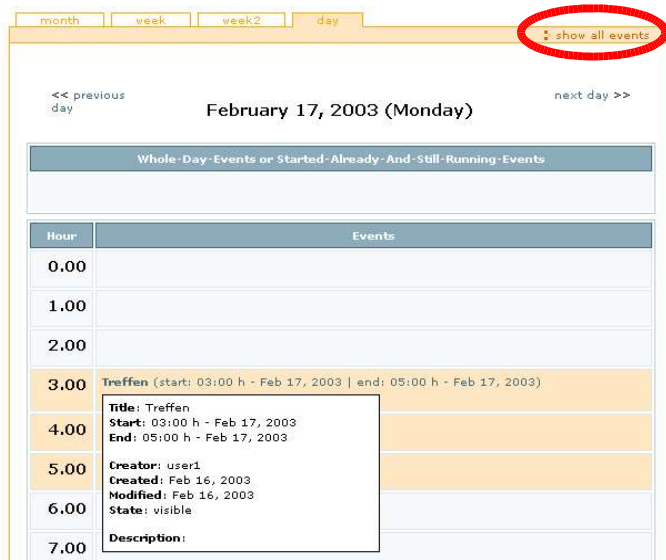 month week week2 day
show all events
<< previous day
February 17, 2003 (Monday)
next day >>
Whole-Day-Events or Started-Already-And-Still-Running-Events
Hour Events
0.00
1.00
2.00
3.00 Treffen (start: 03:00 h - Feb 17, 2003 | end: 05:00 h - Feb 17, 2003)
Title: Treffen
Start: 03:00 h - Feb 17, 2003
4.00
End: 05:00 h - Feb 17, 2003
5.00
Creator: user1
Created: Feb 16, 2003
Modified: Feb 16, 2003
6.00
State: visible
Description:
7.00